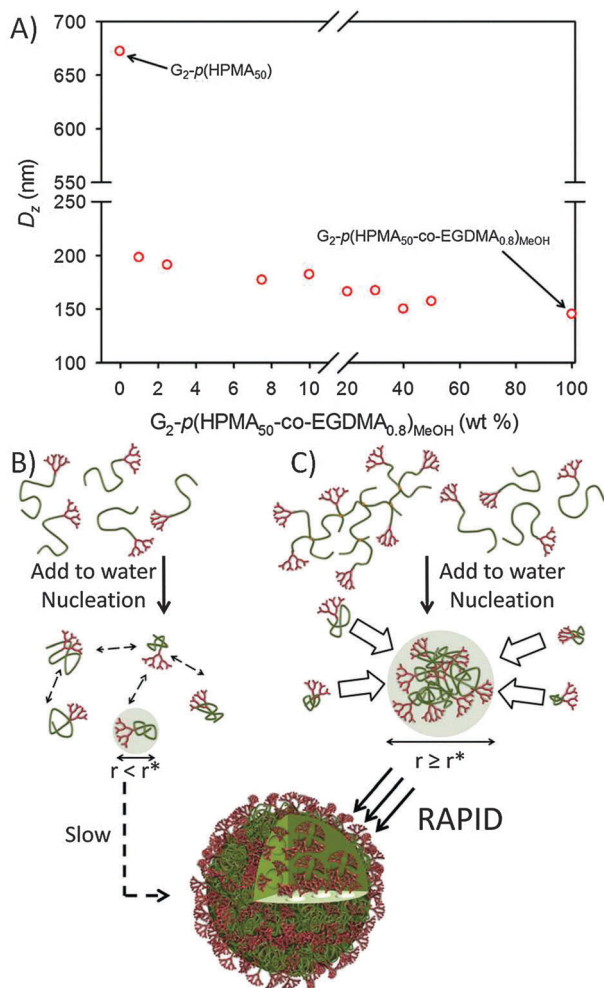 A)
700
650
600
550
250
200
150
100
D_z (nm)
G₂-p(HPMA₅₀)
G₂-p(HPMA₅₀-co-EGDMA₀.₈)MeOH
0 2 4 6 8 10 20 40 60 80 100
G₂-p(HPMA₅₀-co-EGDMA₀.₈)MeOH (wt %)
B)
C)
Add to water
Nucleation
Add to water
Nucleation
r < r*
r ≥ r*
Slow
RAPID